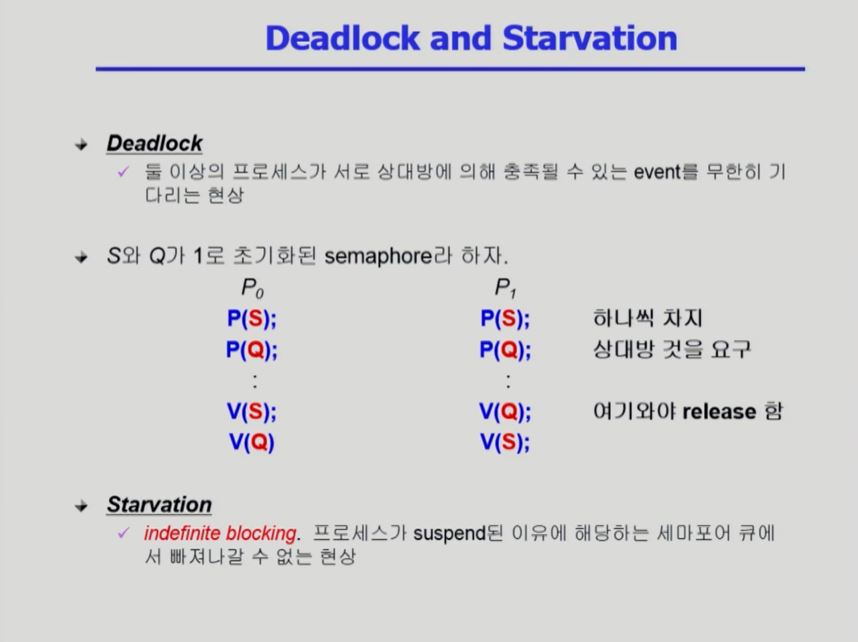 Deadlock and Starvation
Deadlock
둘 이상의 프로세스가 서로 상대방에 의해 충족될 수 있는 event를 무한히 기
다리는 현상
S와 Q가 1로 초기화된 semaphore라 하자.
P0 P1
P(S); P(S); 하나씩 차지
P(Q); P(Q); 상대방 것을 요구
: :
V(S); V(Q); 여기와야 release 함
V(Q) V(S);
Starvation
indefinite blocking. 프로세스가 suspend된 이유에 해당하는 세마포어 큐에
서 빠져나갈 수 없는 현상